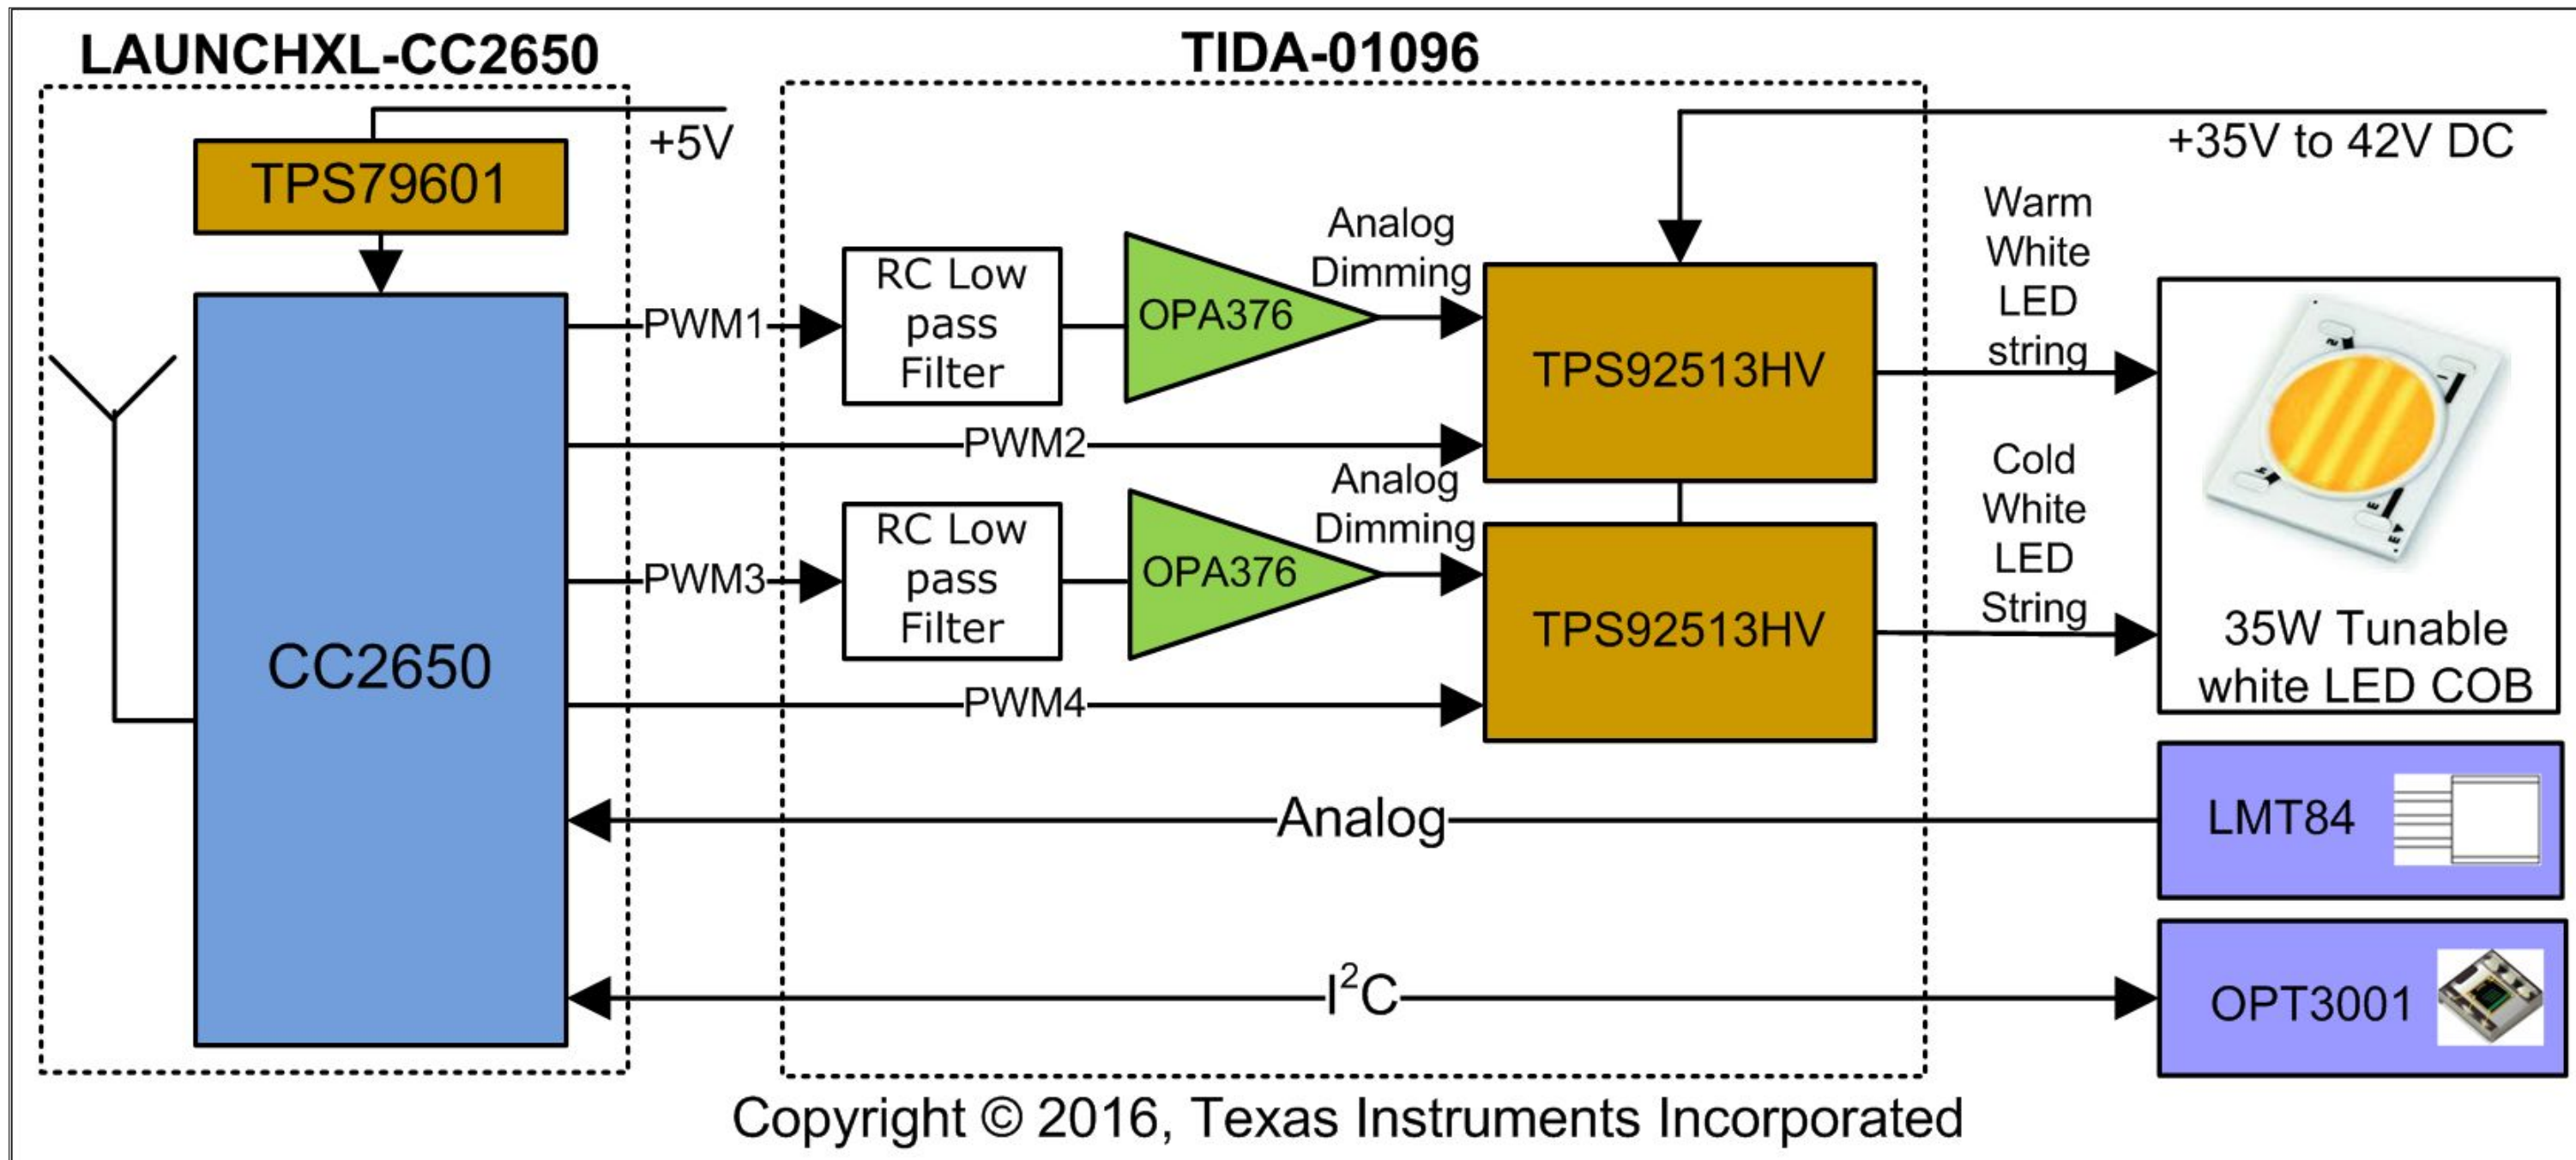 LAUNCHXL-CC2650
TIDA-01096
+5V
TPS79601
+35V to 42V DC
CC2650
PWM1
RC Low
pass
Filter
OPA376
Analog
Dimming
TPS92513HV
Warm
White
LED
string
PWM2
PWM3
RC Low
pass
Filter
OPA376
Analog
Dimming
TPS92513HV
Cold
White
LED
String
PWM4
35W Tunable
white LED COB
Analog
LMT84
I²C
OPT3001
Copyright © 2016, Texas Instruments Incorporated